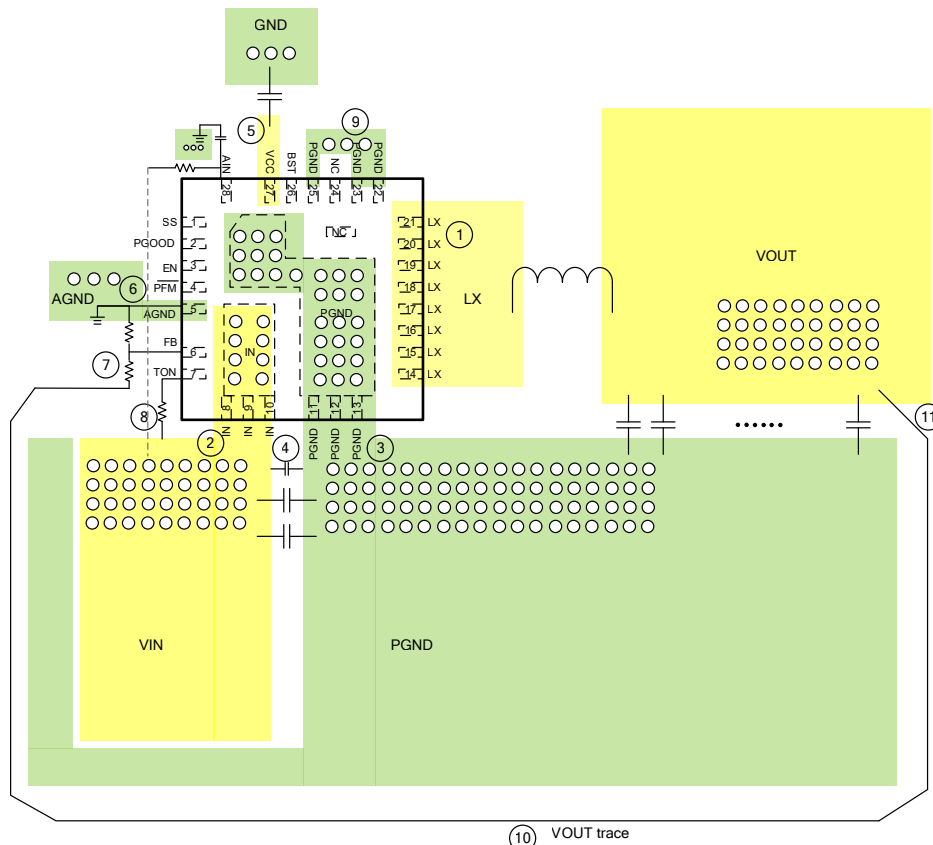 GND
5
9
AIN
VCC
BST
PGND
NC
PGND
PGND
28
27
26
25
24
23
22
SS
1
PGOOD
2
EN
3
PFM
4
AGND
5
FB
6
TON
7
AGND
6
7
8
NC
PGND
IN
21
LX
20
LX
19
LX
18
LX
17
LX
16
LX
15
LX
14
LX
1
LX
VOUT
8
9
10
11
12
13
IN
IN
IN
PGND
PGND
PGND
2
4
3
11
VIN
PGND
10
VOUT trace